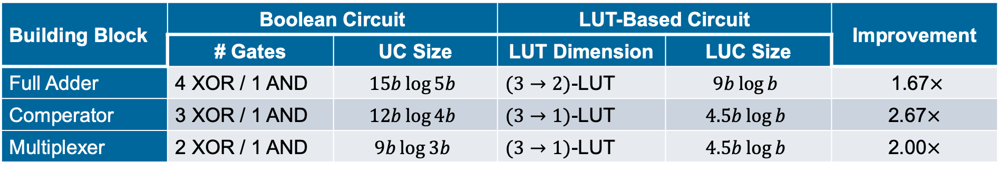 Building Block Boolean Circuit LUT-Based Circuit Improvement
# Gates UC Size LUT Dimension LUC Size
Full Adder 4 XOR / 1 AND 15b log 5b (3 → 2)-LUT 9b log b 1.67×
Comperator 3 XOR / 1 AND 12b log 4b (3 → 1)-LUT 4.5b log b 2.67×
Multiplexer 2 XOR / 1 AND 9b log 3b (3 → 1)-LUT 4.5b log b 2.00×